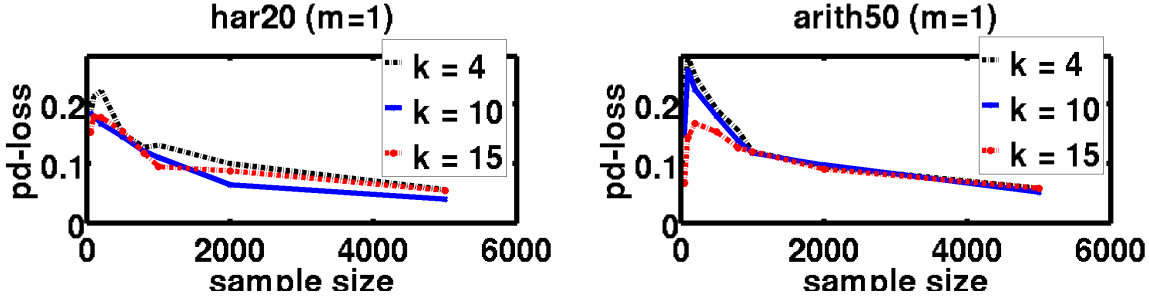 har20 (m=1)
k = 4
k = 10
k = 15
pd-loss
0.2
0.1
0
0 2000 4000 6000
sample size
arith50 (m=1)
k = 4
k = 10
k = 15
pd-loss
0.2
0.1
0
0 2000 4000 6000
sample size